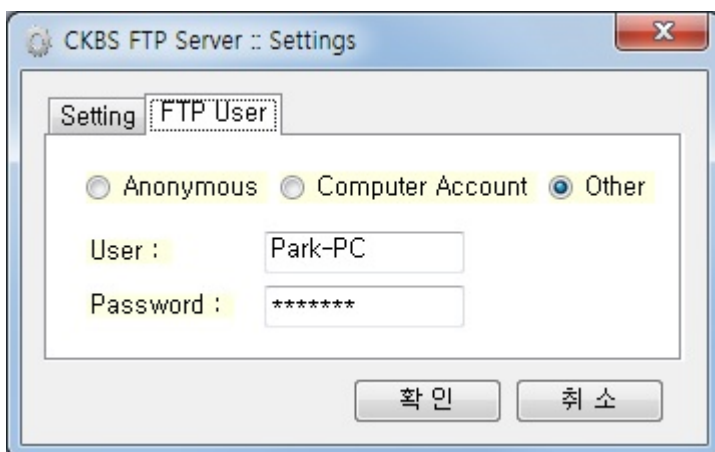 CKBS FTP Server :: Settings
Setting FTP User
Anonymous Computer Account Other
User : Park-PC
Password : *******
확인 취소